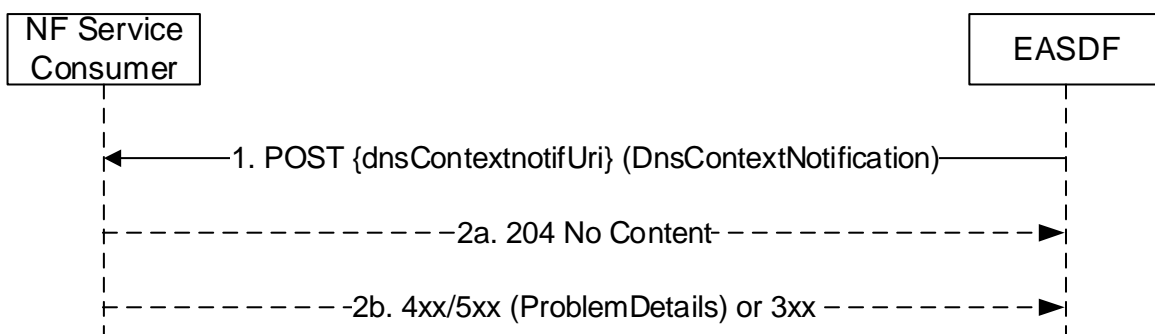 NF Service
Consumer
EASDF
1. POST {dnsContextnotifUri} (DnsContextNotification)
2a. 204 No Content
2b. 4xx/5xx (ProblemDetails) or 3xx